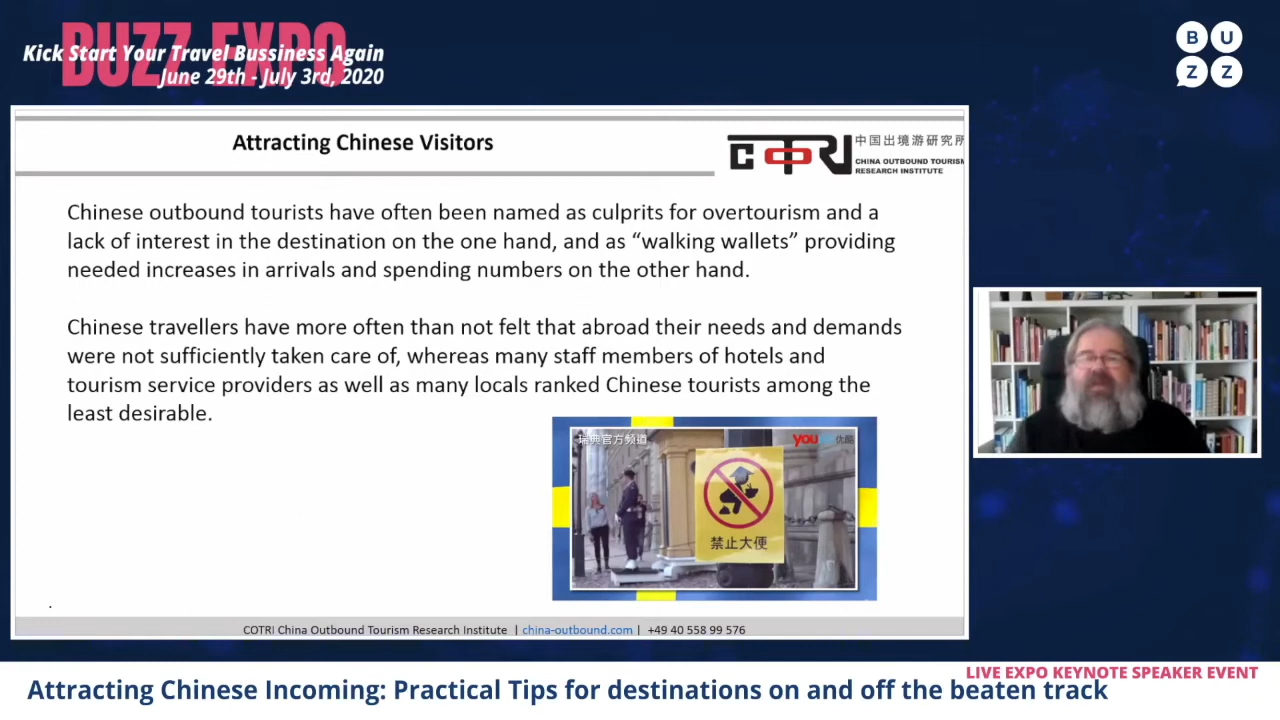 BUZZ EXPO
Kick Start Your Travel Bussiness Again
June 29th - July 3rd, 2020
B U
Z Z
Attracting Chinese Visitors
COTRI
中国出境游研究所
CHINA OUTBOUND TOURISM
RESEARCH INSTITUTE
Chinese outbound tourists have often been named as culprits for overtourism and a
lack of interest in the destination on the one hand, and as “walking wallets” providing
needed increases in arrivals and spending numbers on the other hand.
Chinese travellers have more often than not felt that abroad their needs and demands
were not sufficiently taken care of, whereas many staff members of hotels and
tourism service providers as well as many locals ranked Chinese tourists among the
least desirable.
瑞典官方频道
优酷
禁止大便
.
COTRI China Outbound Tourism Research Institute | china-outbound.com | +49 40 558 99 576
LIVE EXPO KEYNOTE SPEAKER EVENT
Attracting Chinese Incoming: Practical Tips for destinations on and off the beaten track